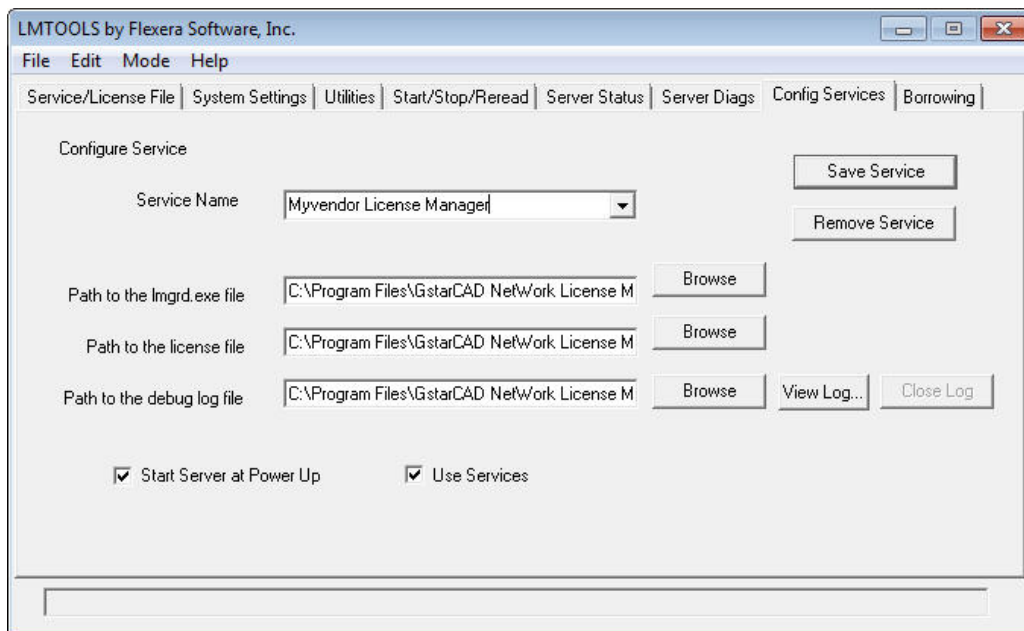 LMTOOLS by Flexera Software, Inc.
File Edit Mode Help
Service/License File System Settings Utilities Start/Stop/Reread Server Status Server Diags Config Services Borrowing
Configure Service
Save Service
Service Name Myvendor License Manager
Remove Service
Path to the lmgrd.exe file C:\Program Files\GstarCAD NetWork License M Browse
Path to the license file C:\Program Files\GstarCAD NetWork License M Browse
Path to the debug log file C:\Program Files\GstarCAD NetWork License M Browse View Log... Close Log
Start Server at Power Up Use Services